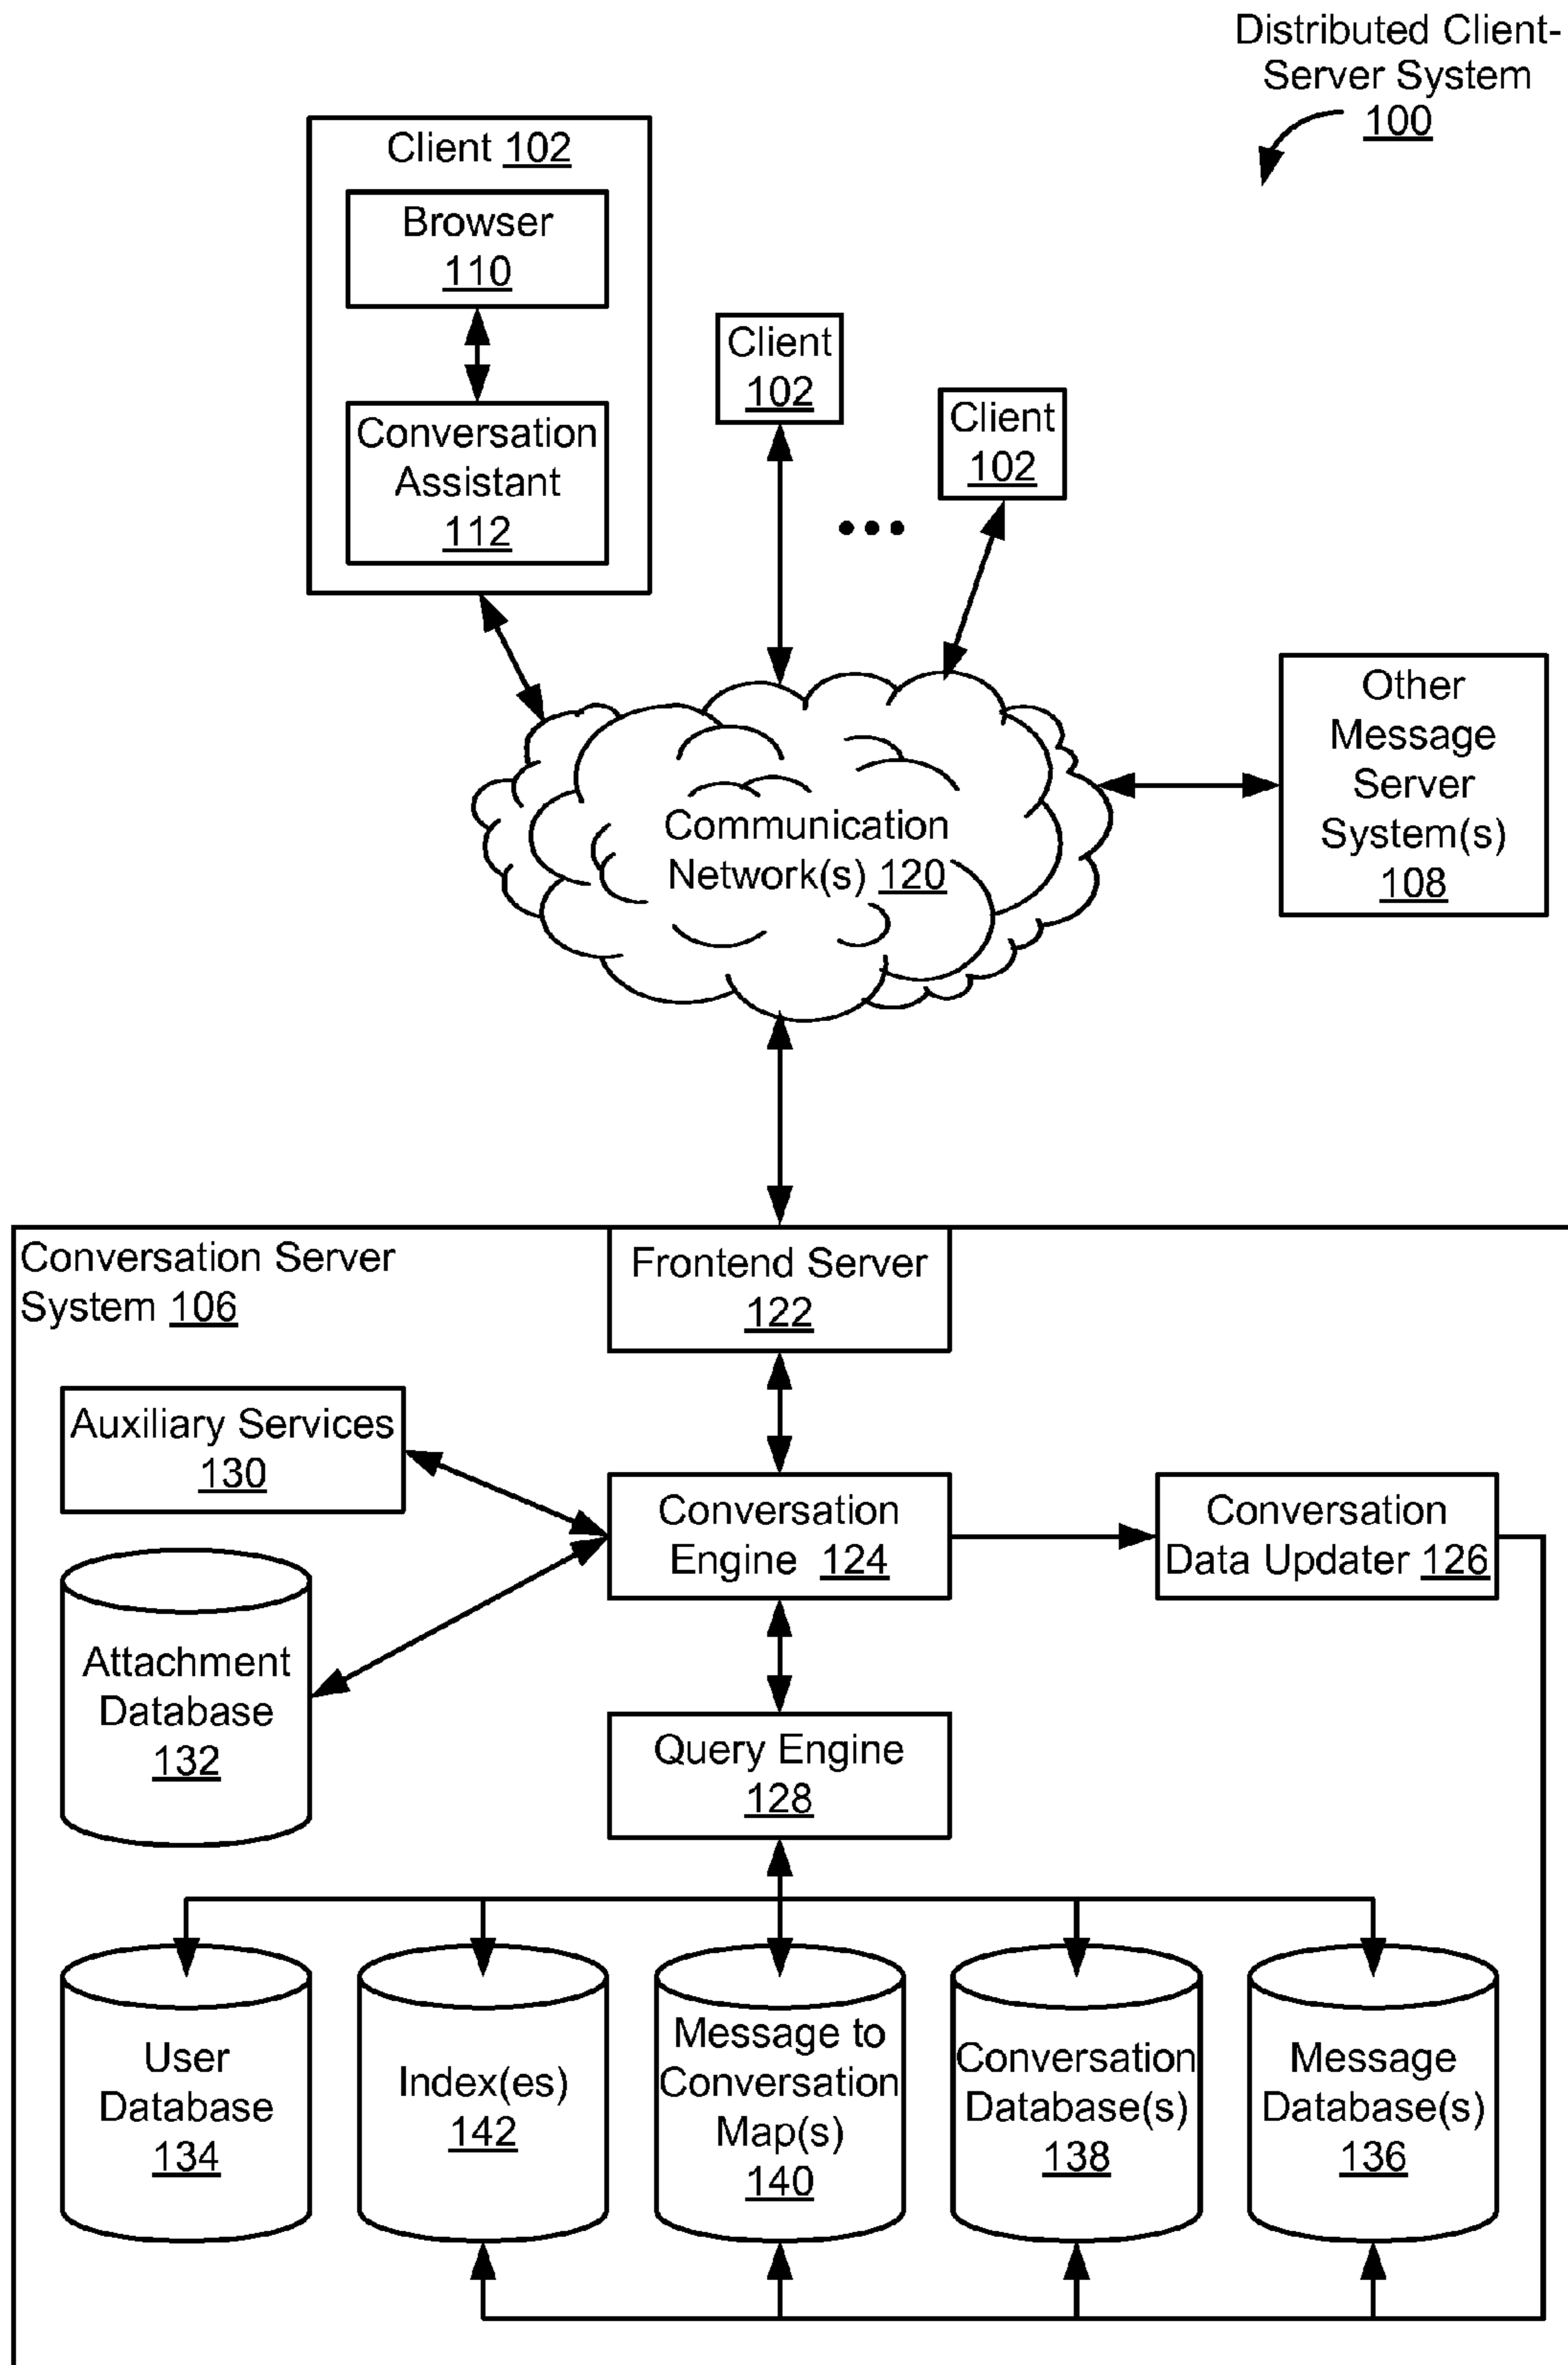 Distributed Client-
Server System
100
Client 102
Browser
110
Conversation
Assistant
112
Client
102
Client
102
Other
Message
Server
System(s)
108
Communication
Network(s) 120
Conversation Server
System 106
Frontend Server
122
Auxiliary Services
130
Conversation
Engine 124
Conversation
Data Updater 126
Attachment
Database
132
Query Engine
128
User
Database
134
Index(es)
142
Message to
Conversation
Map(s)
140
Conversation
Database(s)
138
Message
Database(s)
136